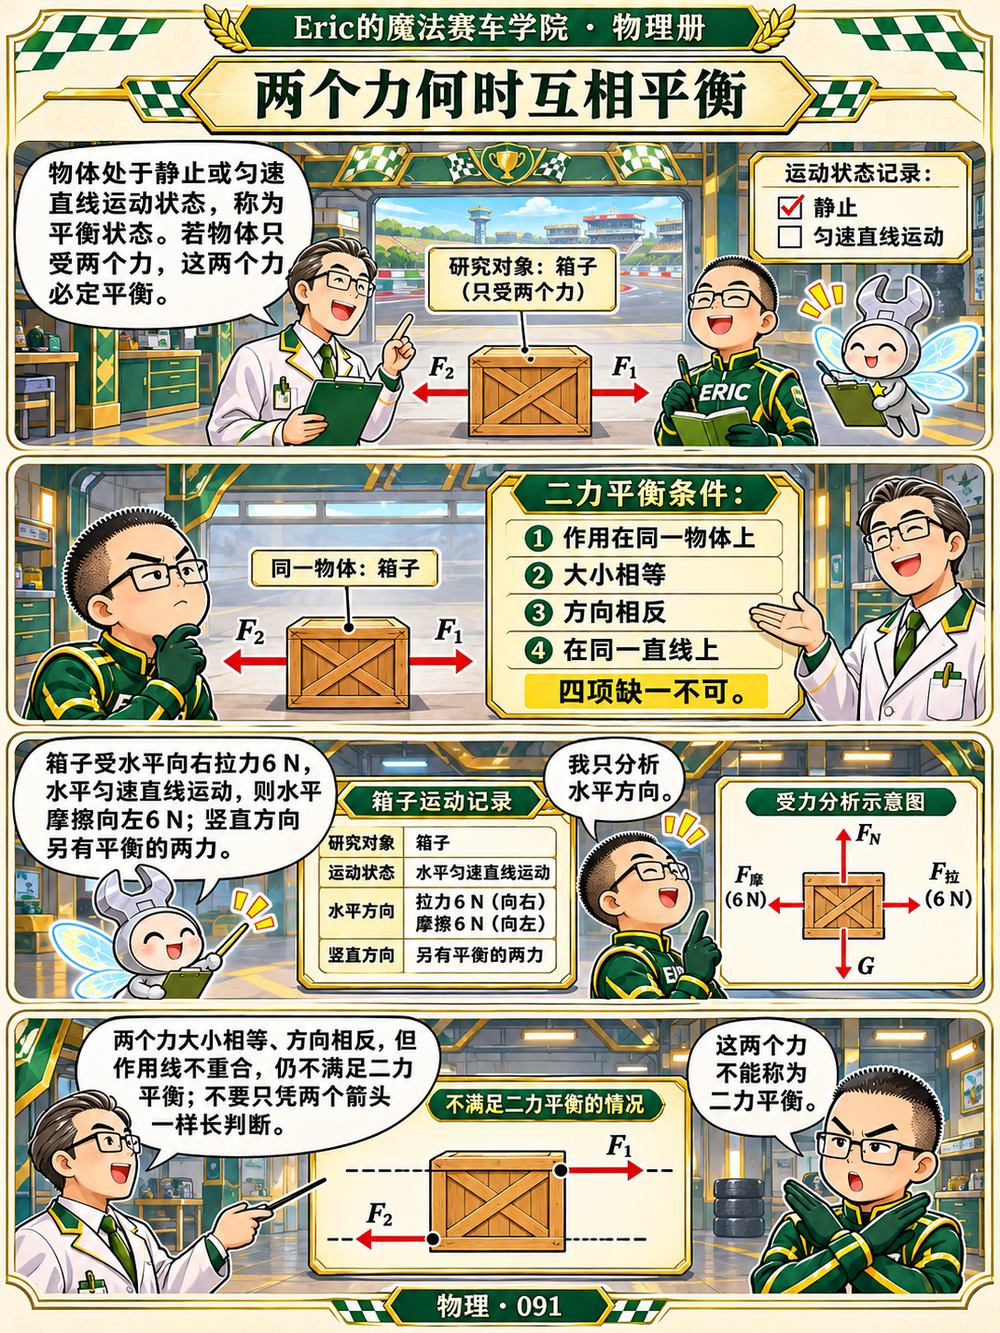 Eric的魔法赛车学院 · 物理册
两个力何时互相平衡
物体处于静止或匀速
直线运动状态，称为
平衡状态。若物体只
受两个力，这两个力
必定平衡。
研究对象：箱子
（只受两个力）
F₂
F₁
运动状态记录：
静止
匀速直线运动
ERIC
同一物体：箱子
F₂
F₁
二力平衡条件：
1 作用在同一物体上
2 大小相等
3 方向相反
4 在同一直线上
四项缺一不可。
箱子受水平向右拉力6 N，
水平匀速直线运动，则水平
摩擦向左6 N；竖直方向
另有平衡的两力。
箱子运动记录
研究对象 箱子
运动状态 水平匀速直线运动
水平方向 拉力6 N（向右）
摩擦6 N（向左）
竖直方向 另有平衡的两力
我只分析
水平方向。
受力分析示意图
F_N
F摩
(6 N)
F拉
(6 N)
G
两个力大小相等、方向相反，但
作用线不重合，仍不满足二力
平衡；不要只凭两个箭头
一样长判断。
不满足二力平衡的情况
F₁
F₂
这两个力
不能称为
二力平衡。
物理 · 091